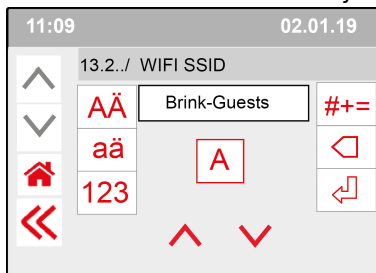 11:09 02.01.19
13.2../ WIFI SSID
AÄ Brink-Guests #+=
aä A
123